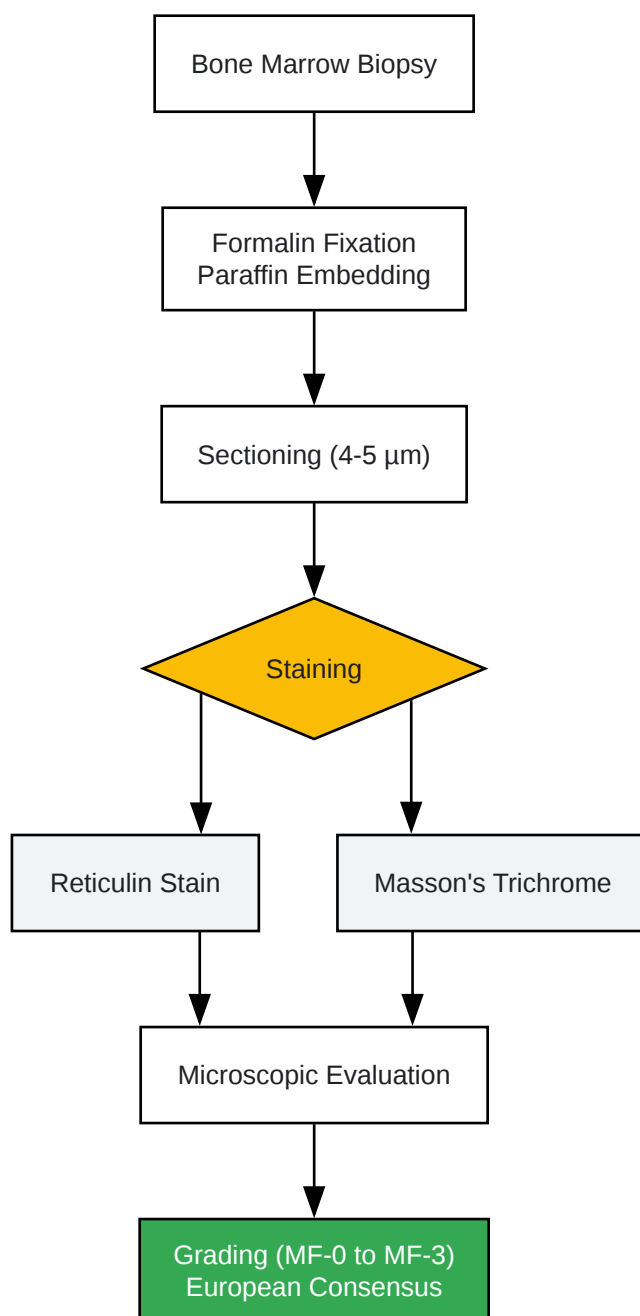 Bone Marrow Biopsy
Formalin Fixation
Paraffin Embedding
Sectioning (4-5 µm)
Staining
Reticulin Stain
Masson's Trichrome
Microscopic Evaluation
Grading (MF-0 to MF-3)
European Consensus